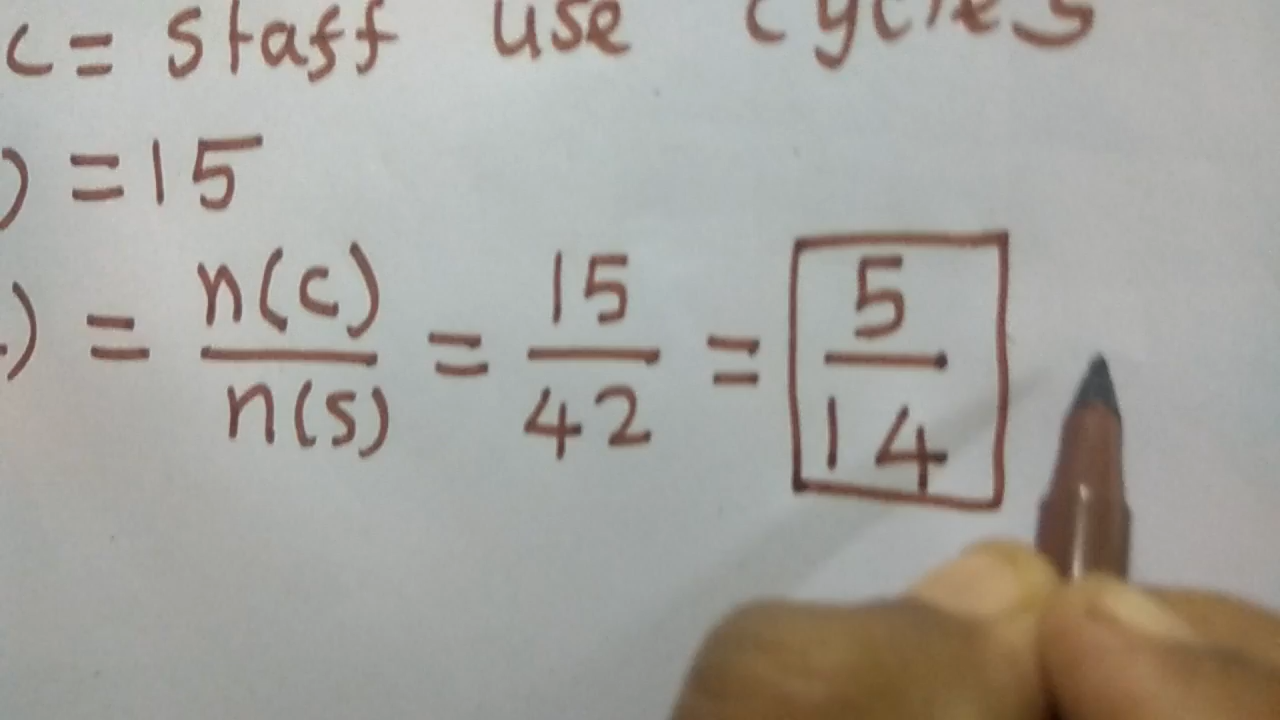 C = staff use cycles
) = 15
.) = n(c)/n(s) = 15/42 = 5/14